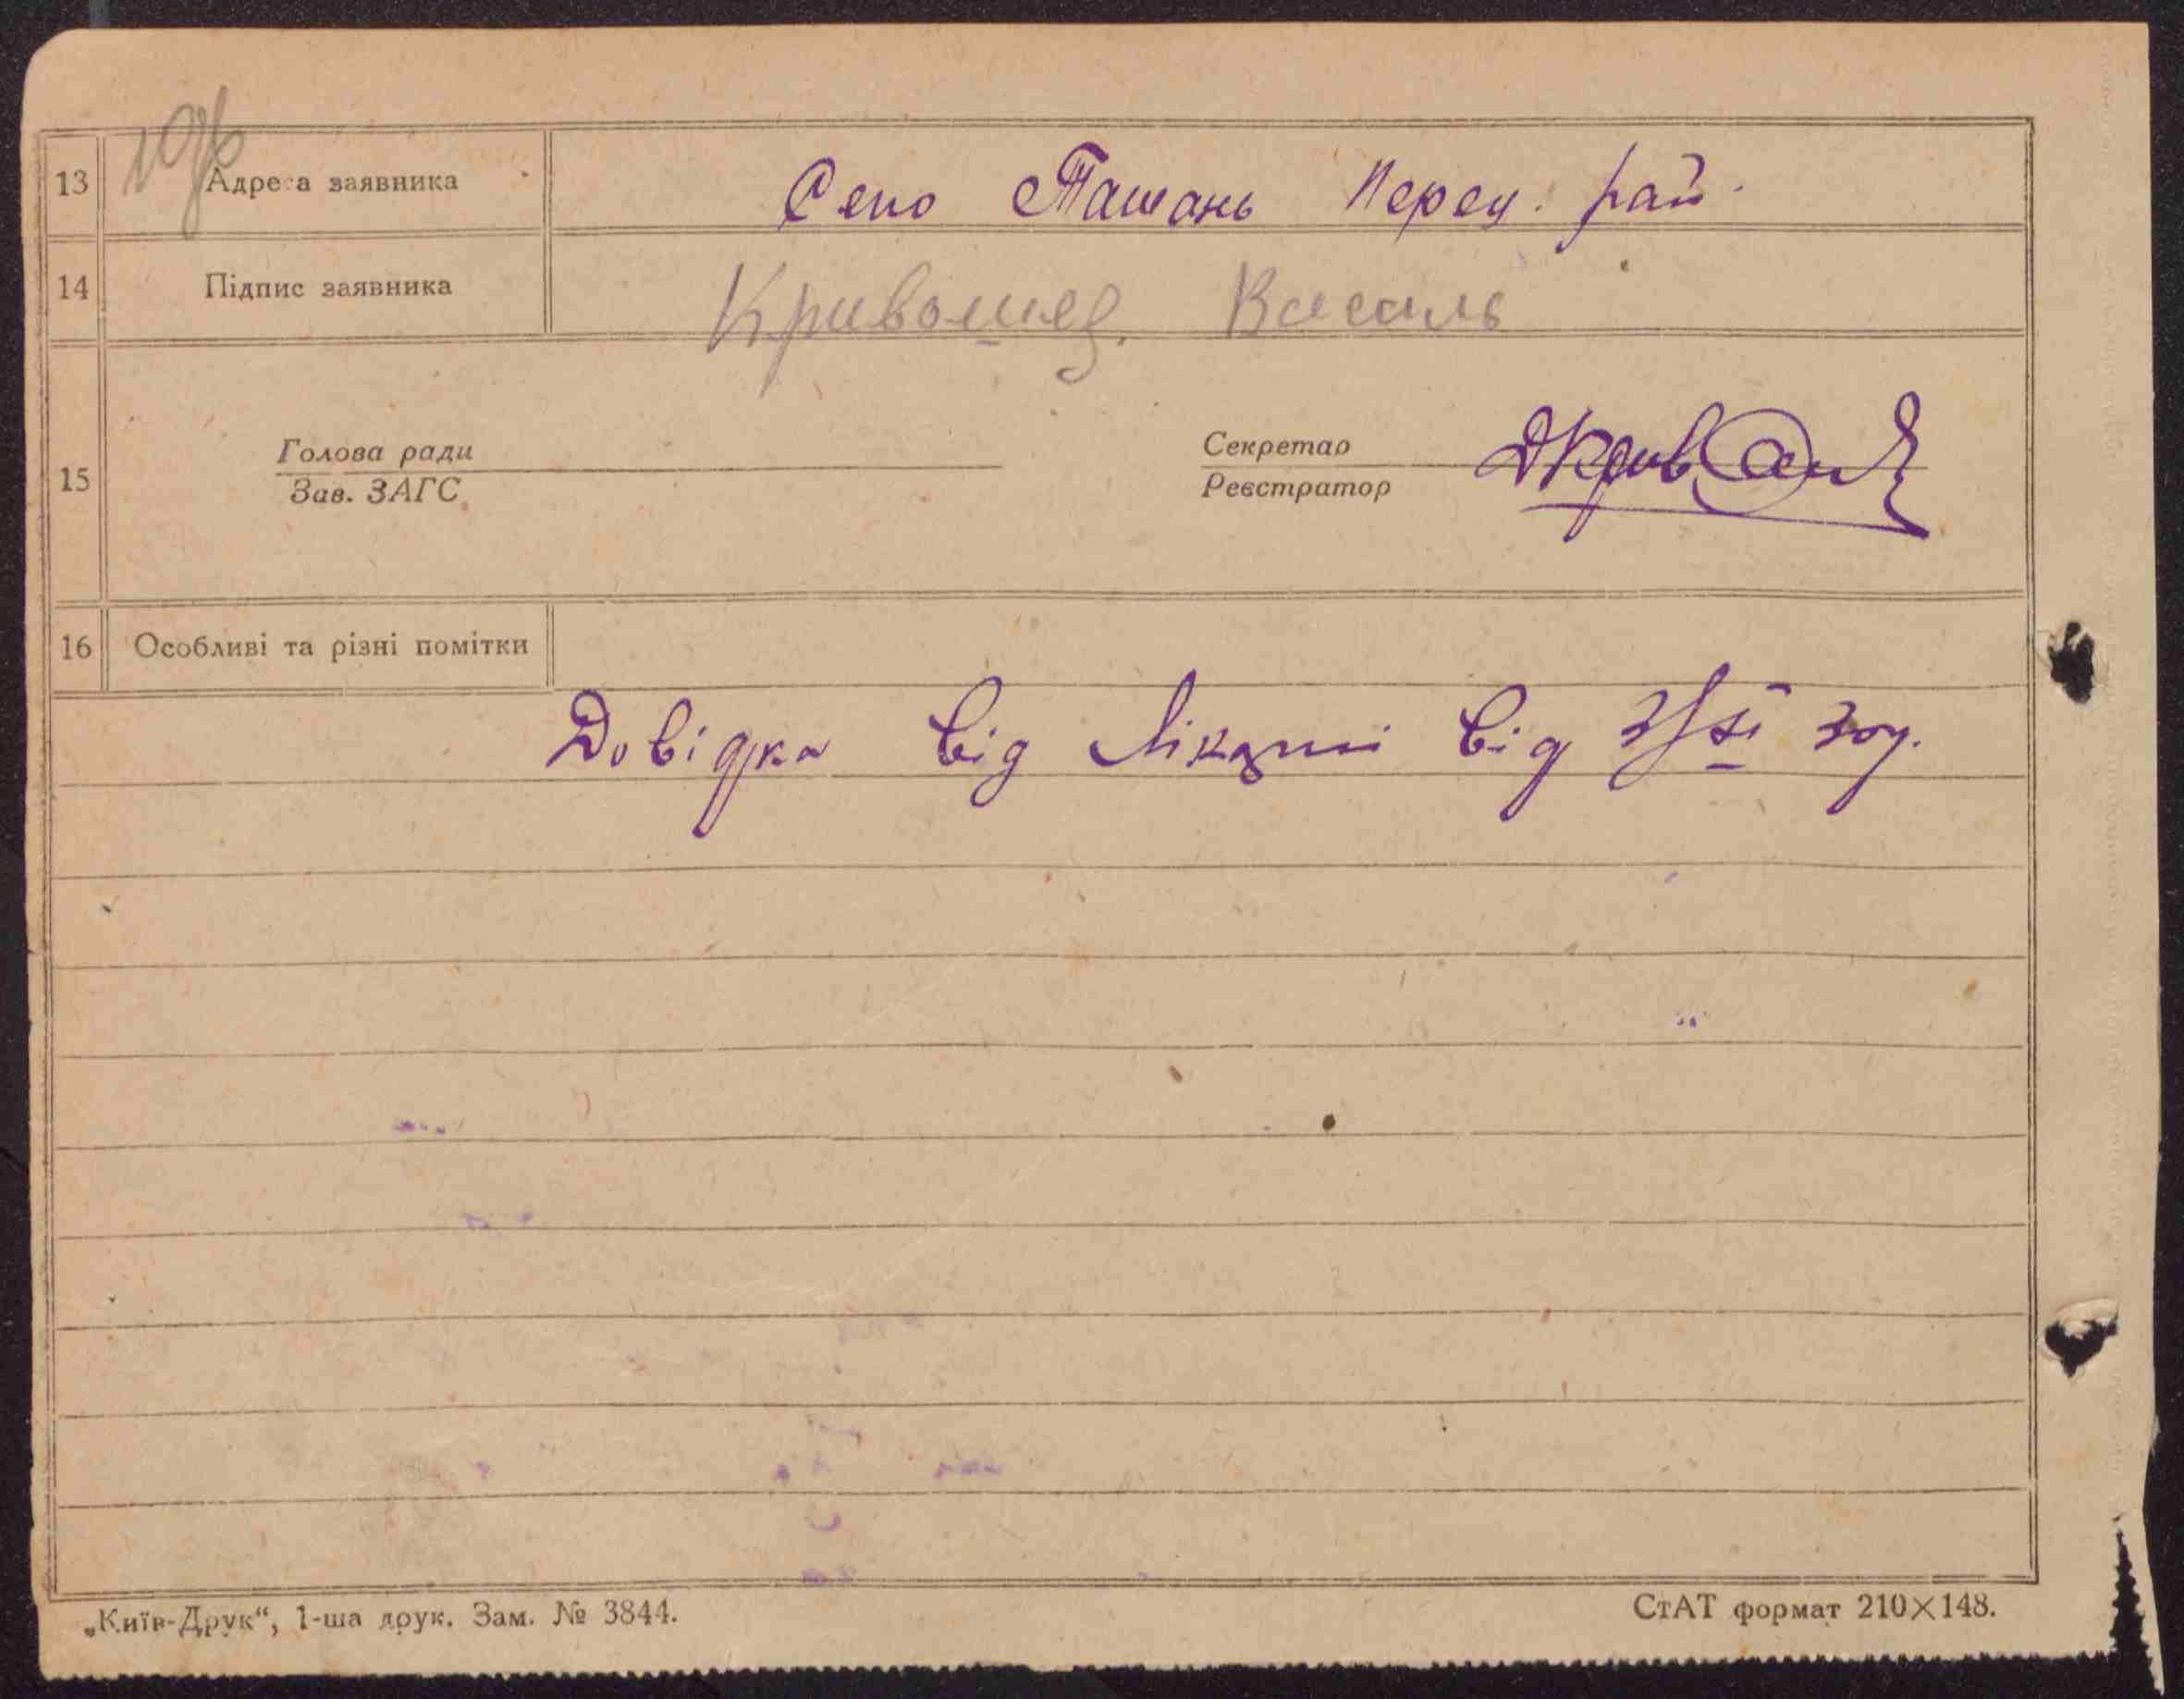 13 Адреса заявника Село Ташань Переч. рай.
14 Підпис заявника Кривошея Василь
15 Голова ради
Зав. ЗАГС
Секретар
Реєстратор
16 Особливі та різні помітки
Довідка від Лікарні від
„Київ-Друк“, 1-ша друк. Зам. № 3844.
СтАТ формат 210×148.